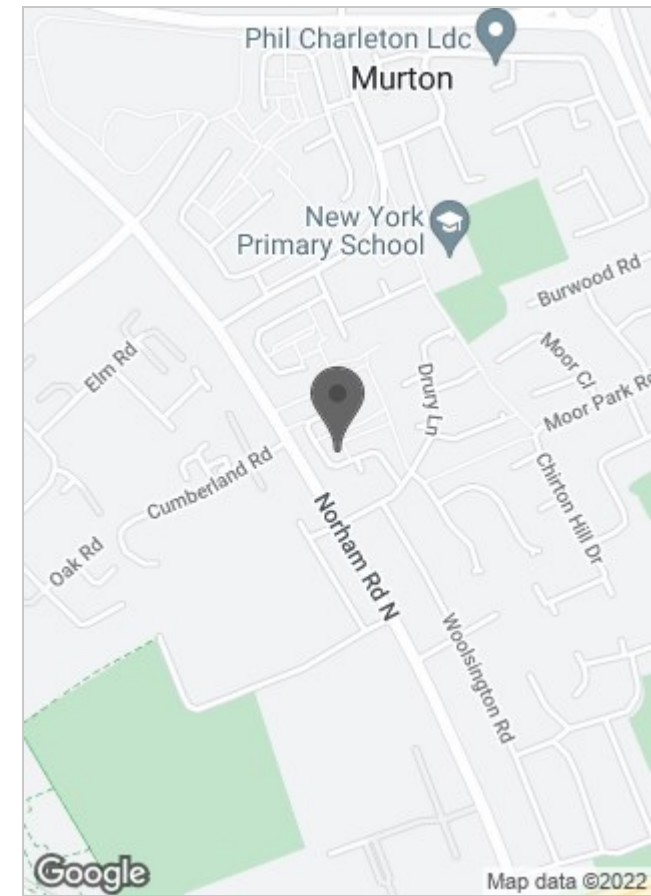 Phil Charleton Ldc
Murton
New York
Primary School
Burwood Rd
Elm Rd
Moor Cl
Drury Ln
Moor Park Rd
Cumberland Rd
Chirton Hill Dr
Norham Rd N
Oak Rd
Woolsington Rd
Google
Map data ©2022